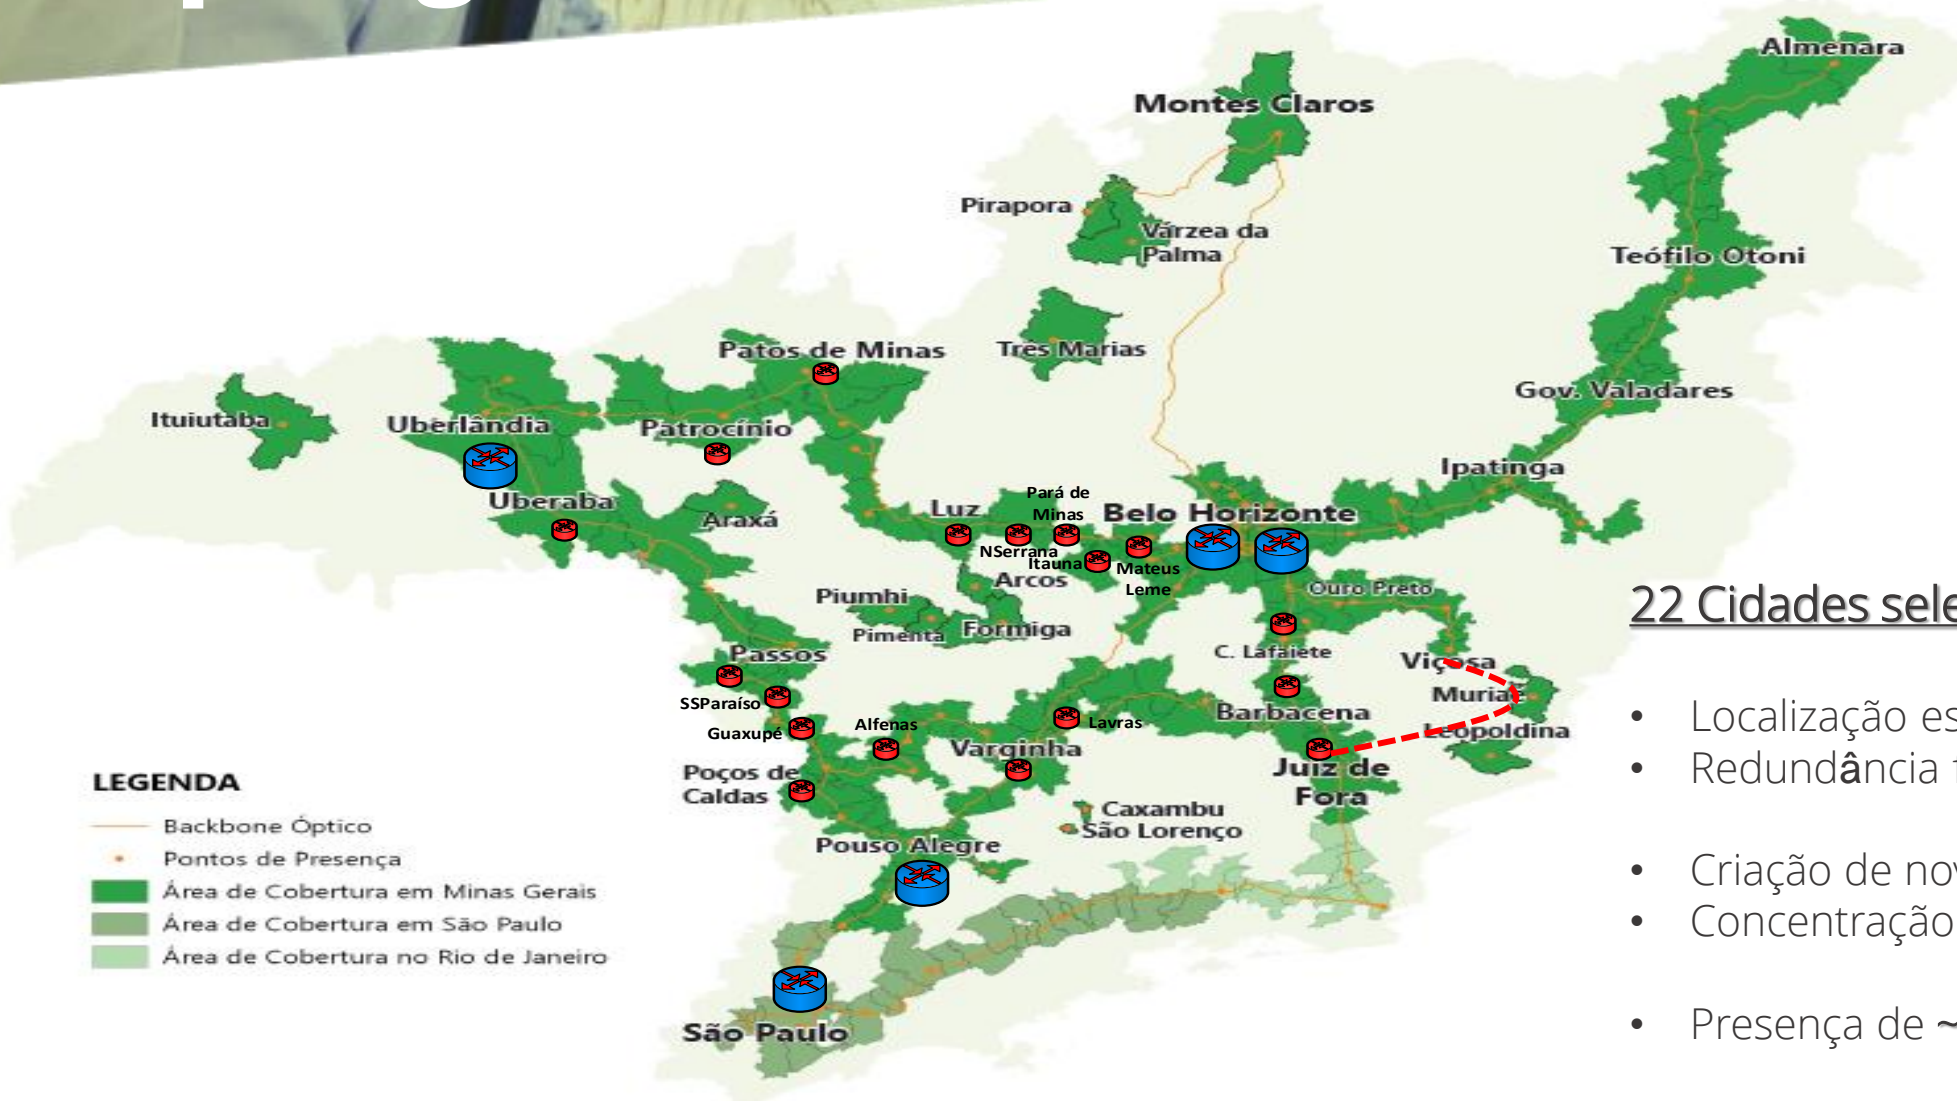 Almenara
Montes Claros
Pirapora
Várzea da
Palma
Teófilo Otoni
Patos de Minas
Três Marias
Gov. Valadares
Ituiutaba
Uberlândia
Patrocínio
Ipatinga
Uberaba
Araxá
Luz
Pará de
Minas
Belo Horizonte
NSerrana
Itauna
Mateus
Leme
Arcos
Piumhi
Pimenta
Formiga
Ouro Preto
C. Lafaiete
Viçosa
Muriaé
Leopoldina
Passos
SSParaíso
Guaxupé
Alfenas
Lavras
Barbacena
Varginha
Poços de
Caldas
Juiz de
Fora
Caxambu
São Lorenço
Pouso Alegre
São Paulo
LEGENDA
Backbone Óptico
Pontos de Presença
Área de Cobertura em Minas Gerais
Área de Cobertura em São Paulo
Área de Cobertura no Rio de Janeiro
22 Cidades sele
• Localização es
• Redundância
• Criação de nov
• Concentração
• Presença de ~